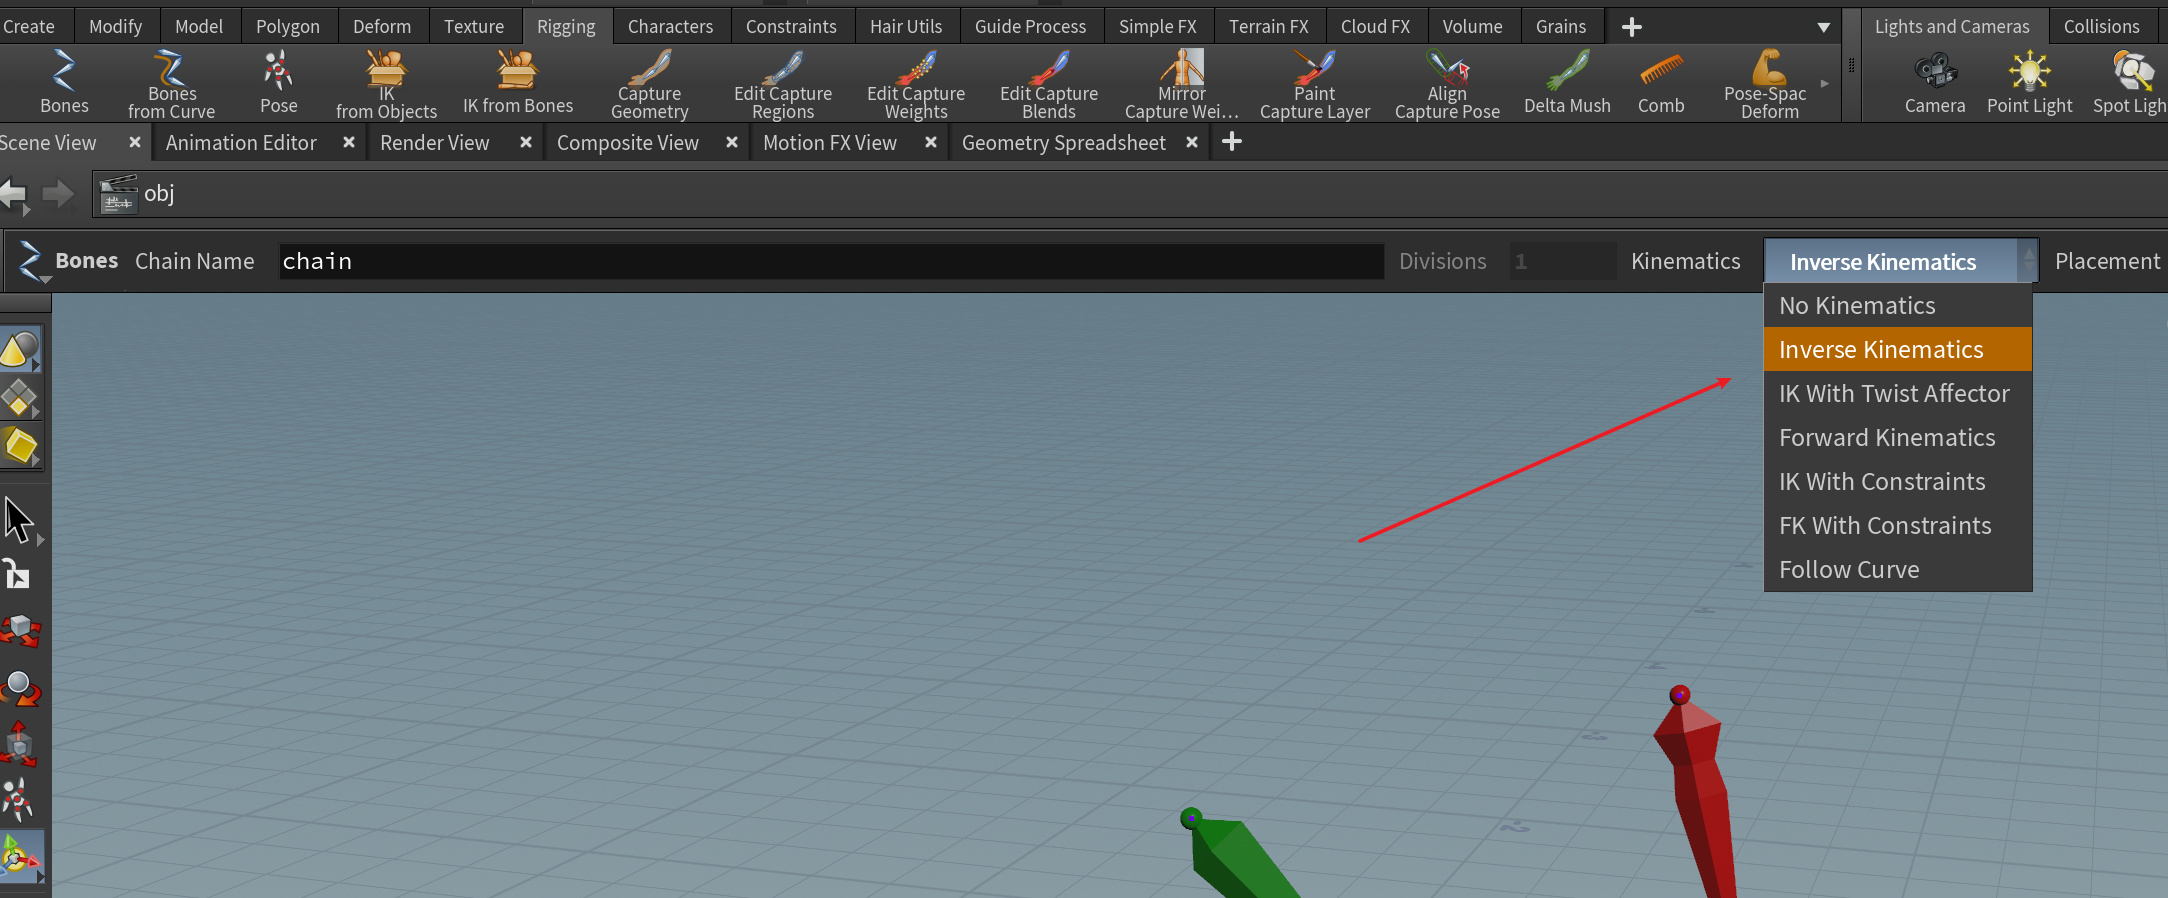 Create Modify Model Polygon Deform Texture Rigging Characters Constraints Hair Utils Guide Process Simple FX Terrain FX Cloud FX Volume Grains Lights and Cameras Collisions
Bones
Bones
from Curve
Pose
IK
from Objects
IK from Bones
Capture
Geometry
Edit Capture
Regions
Edit Capture
Weights
Edit Capture
Blends
Mirror
Capture Wei...
Paint
Capture Layer
Align
Capture Pose
Delta Mush
Comb
Pose-Spac
Deform
Camera
Point Light
Spot Ligh
Scene View Animation Editor Render View Composite View Motion FX View Geometry Spreadsheet
obj
Bones Chain Name chain Divisions 1 Kinematics Inverse Kinematics Placement
No Kinematics
Inverse Kinematics
IK With Twist Affector
Forward Kinematics
IK With Constraints
FK With Constraints
Follow Curve